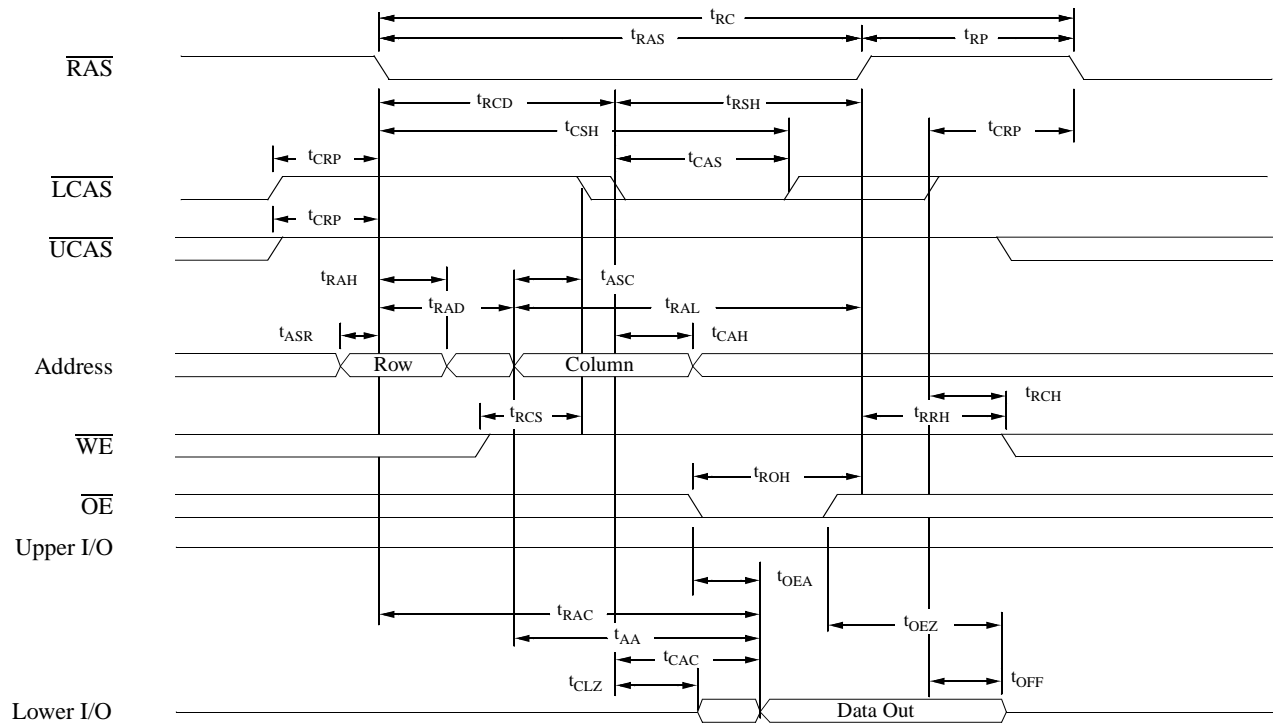 tRC
tRAS tRP
RAS
tRCD tRSH
tCSH tCRP
tCRP tCAS
LCAS
tCRP
UCAS
tRAH tASC
tRAD tRAL
tASR tCAH
Address Row Column
tRCH
tRCS tRRH
WE
tROH
OE
Upper I/O
tOEA
tRAC
tOEZ
tAA
tCAC
tCLZ tOFF
Lower I/O Data Out